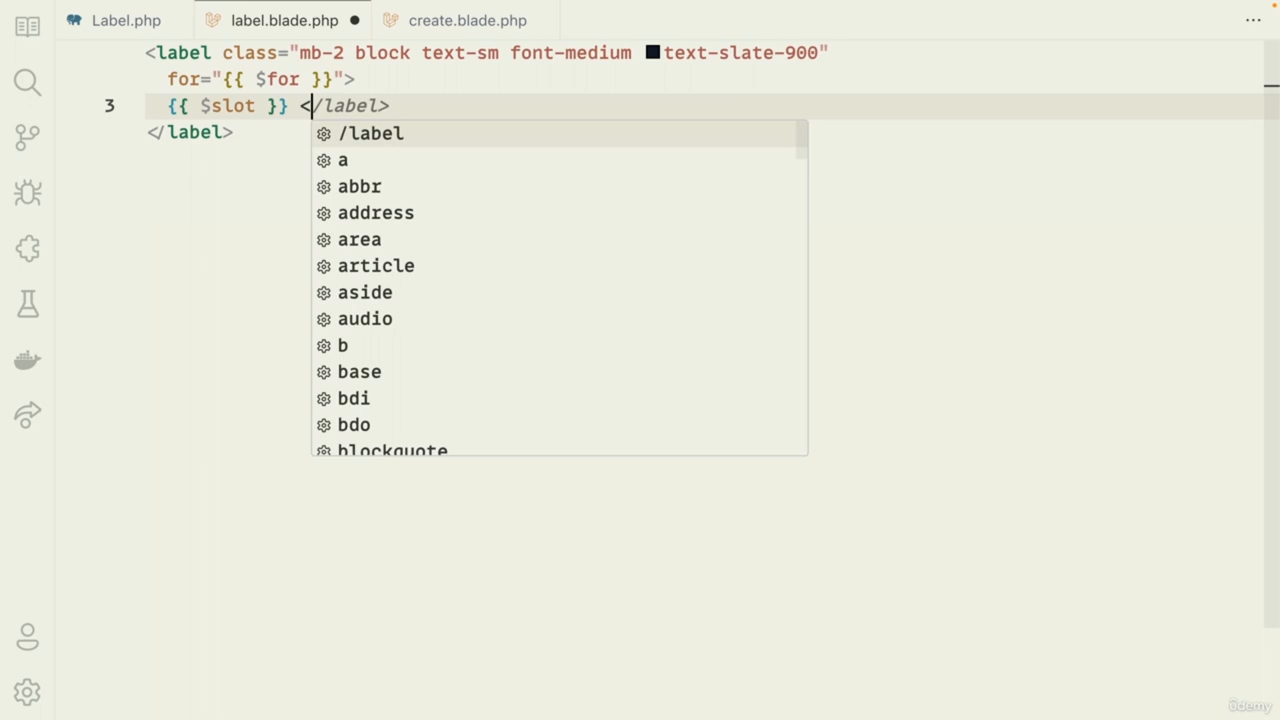 Label.php
label.blade.php
create.blade.php
<label class="mb-2 block text-sm font-medium text-slate-900"
for="{{ $for }}">
3 {{ $slot }} </label>
</label>
/label
a
abbr
address
area
article
aside
audio
b
base
bdi
bdo
blockquote
ûdemy